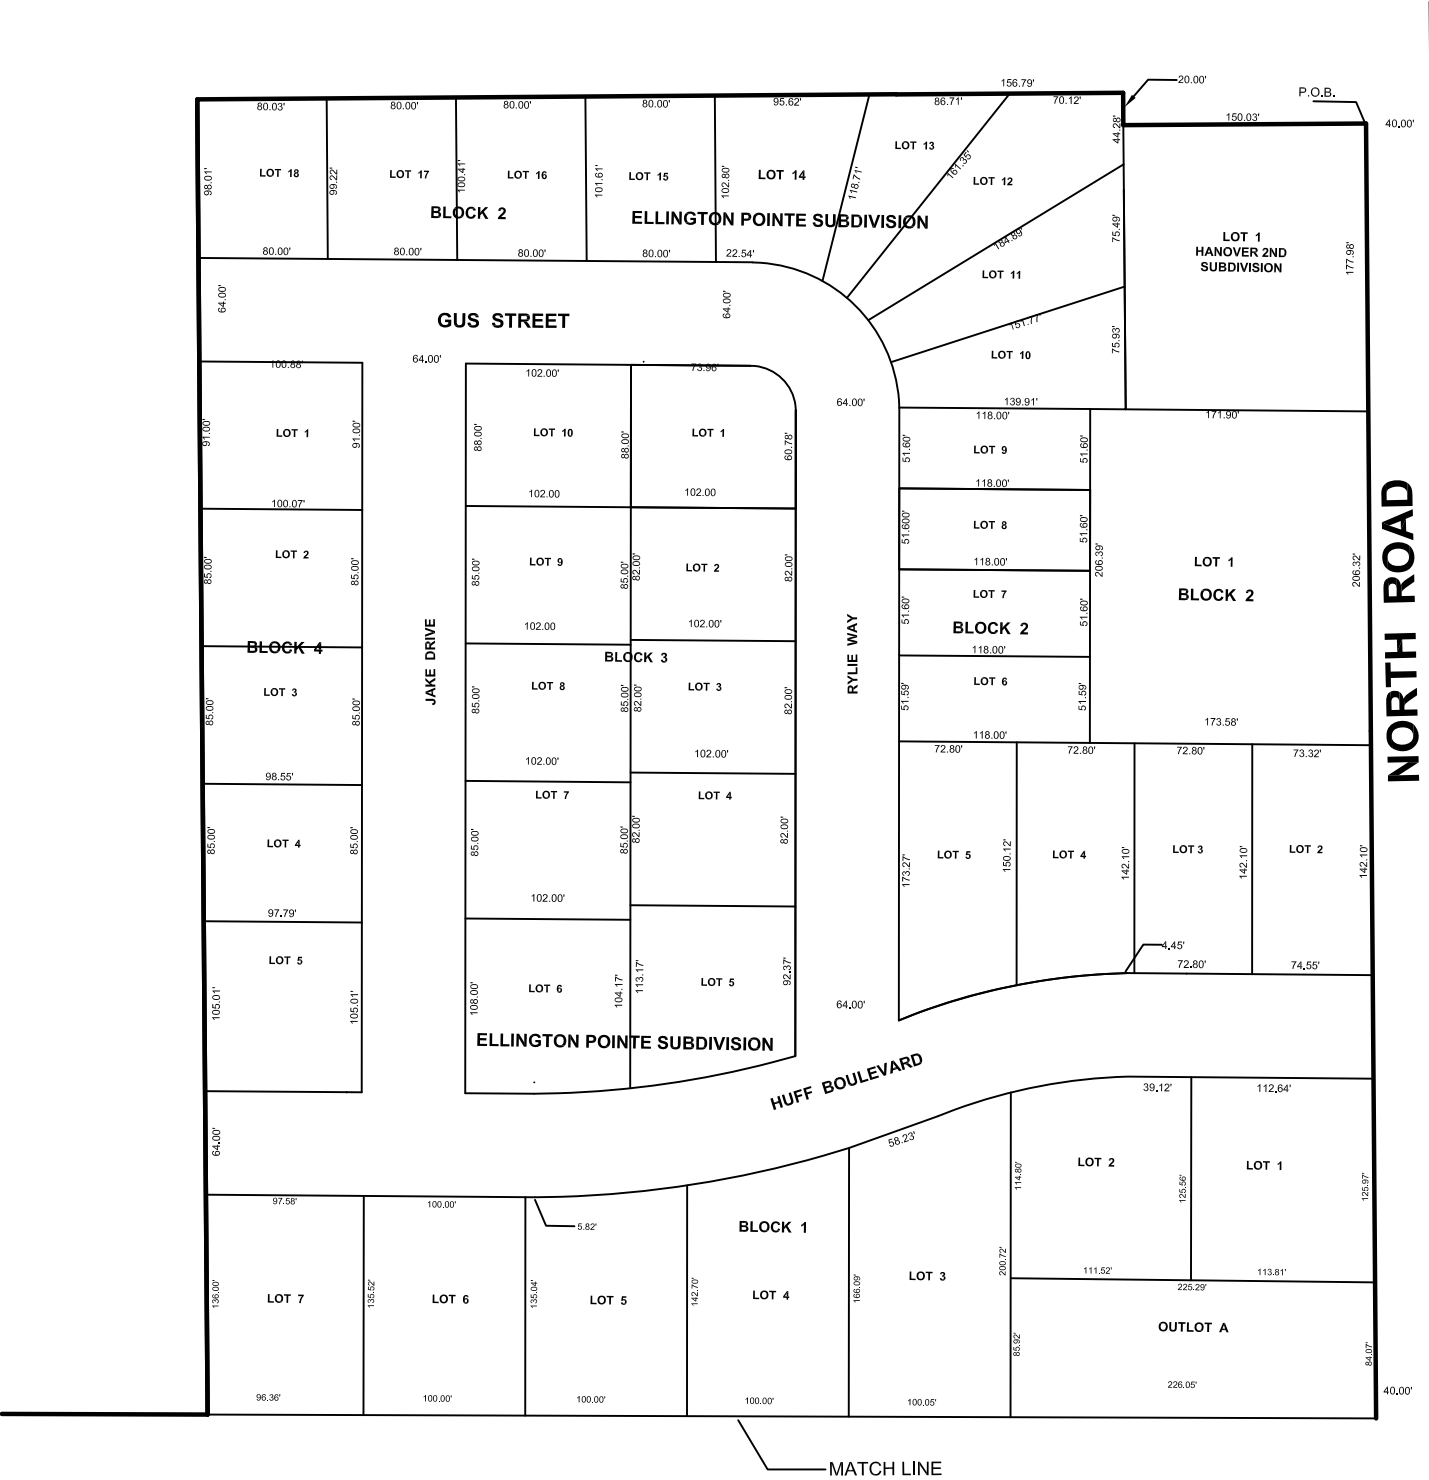 156.79'
20.00'
P.O.B.
80.03'
80.00'
80.00'
80.00'
95.62'
86.71'
70.12'
150.03'
40.00'
44.28'
98.01'
LOT 18
99.22'
LOT 17
100.41'
LOT 16
101.61'
LOT 15
102.80'
LOT 14
118.71'
LOT 13
161.35'
LOT 12
BLOCK 2
ELLINGTON POINTE SUBDIVISION
184.89'
75.49'
LOT 1
HANOVER 2ND
SUBDIVISION
177.98'
80.00'
80.00'
80.00'
80.00'
22.54'
LOT 11
64.00'
64.00'
GUS STREET
151.77'
75.93'
LOT 10
100.88'
64.00'
102.00'
73.98'
64.00'
139.91'
118.00'
171.90'
91.00'
LOT 1
91.00'
88.00'
LOT 10
88.00'
LOT 1
60.78'
51.60'
LOT 9
51.60'
100.07'
102.00
102.00
118.00'
LOT 2
51.600'
LOT 8
51.60'
85.00'
85.00'
85.00'
LOT 9
85.00'
82.00'
LOT 2
82.00'
118.00'
206.39'
LOT 1
BLOCK 2
206.32'
NORTH ROAD
102.00
102.00'
51.60'
LOT 7
51.60'
BLOCK 2
118.00'
BLOCK 4
JAKE DRIVE
BLOCK 3
RYLIE WAY
LOT 3
85.00'
85.00'
85.00'
LOT 8
85.00'
82.00'
LOT 3
82.00'
51.59'
LOT 6
51.59'
173.58'
118.00'
98.55'
102.00'
102.00'
72.80'
72.80'
72.80'
73.32'
LOT 7
LOT 4
85.00'
LOT 4
85.00'
85.00'
85.00'
82.00'
82.00'
173.27'
LOT 5
150.12'
LOT 4
142.10'
LOT 3
142.10'
LOT 2
142.10'
97.79'
102.00'
4.45'
LOT 5
72.80'
74.55'
105.01'
105.01'
108.00'
LOT 6
104.17'
113.17'
LOT 5
92.37'
64.00'
ELLINGTON POINTE SUBDIVISION
HUFF BOULEVARD
39.12'
112.64'
64.00'
58.23'
114.80'
LOT 2
125.56'
LOT 1
125.97'
97.58'
100.00'
5.82'
BLOCK 1
200.72'
111.52'
113.81'
225.29'
136.00'
LOT 7
135.52'
LOT 6
135.04'
LOT 5
142.70'
LOT 4
166.09'
LOT 3
OUTLOT A
85.92'
84.07'
226.05'
96.36'
100.00'
100.00'
100.00'
100.05'
40.00'
MATCH LINE